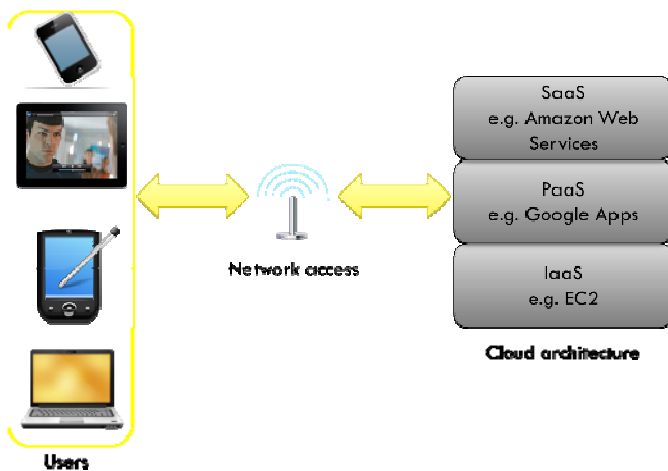 SaaS
e.g. Amazon Web
Services
PaaS
e.g. Google Apps
IaaS
e.g. EC2
Network access
Cloud architecture
Users